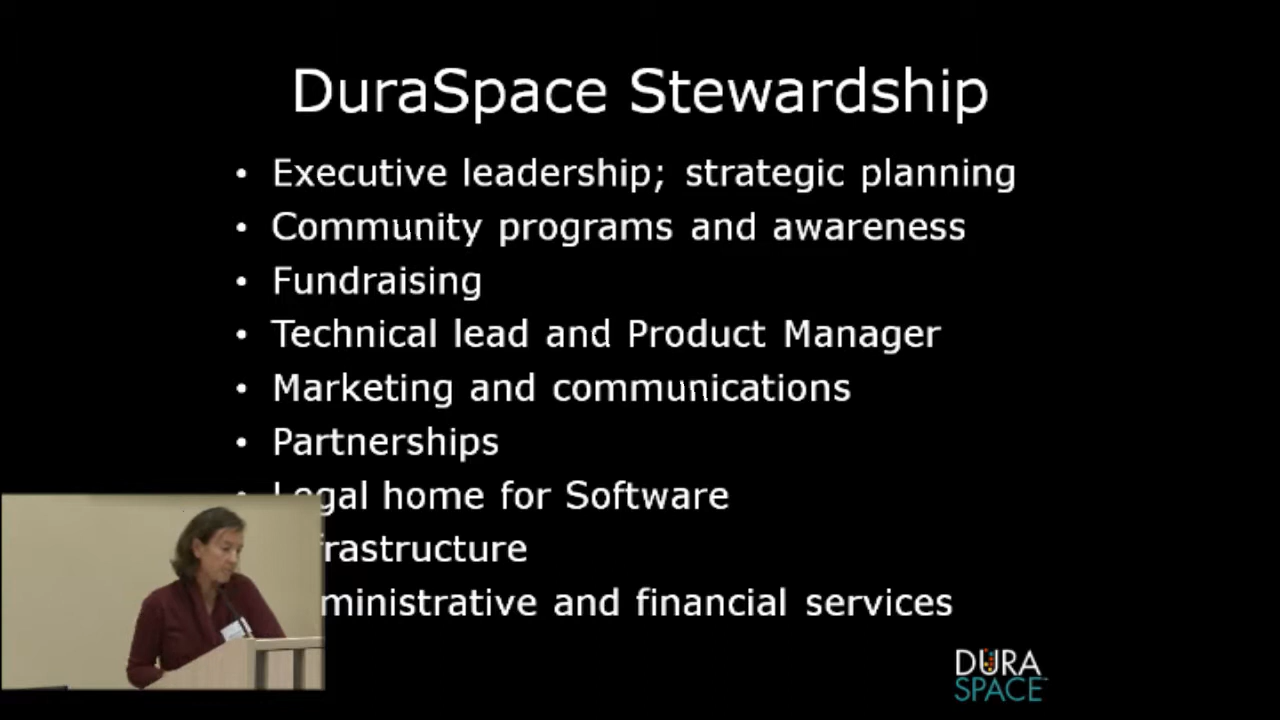 DuraSpace Stewardship
• Executive leadership; strategic planning
• Community programs and awareness
• Fundraising
• Technical lead and Product Manager
• Marketing and communications
• Partnerships
Legal home for Software
frastructure
ministrative and financial services
DURA
SPACE